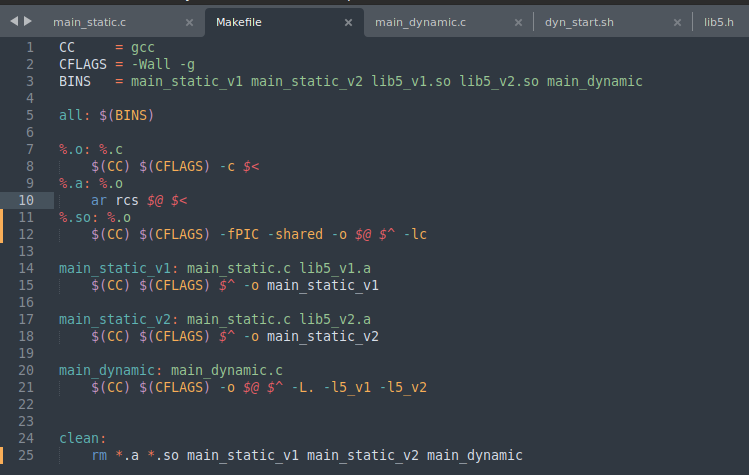 main_static.c × Makefile × main_dynamic.c × dyn_start.sh × lib5.h
1 CC     = gcc
2 CFLAGS = -Wall -g
3 BINS   = main_static_v1 main_static_v2 lib5_v1.so lib5_v2.so main_dynamic
4
5 all: $(BINS)
6
7 %.o: %.c
8     $(CC) $(CFLAGS) -c $<
9 %.a: %.o
10     ar rcs $@ $<
11 %.so: %.o
12     $(CC) $(CFLAGS) -fPIC -shared -o $@ $^ -lc
13
14 main_static_v1: main_static.c lib5_v1.a
15     $(CC) $(CFLAGS) $^ -o main_static_v1
16
17 main_static_v2: main_static.c lib5_v2.a
18     $(CC) $(CFLAGS) $^ -o main_static_v2
19
20 main_dynamic: main_dynamic.c
21     $(CC) $(CFLAGS) -o $@ $^ -L. -l5_v1 -l5_v2
22
23
24 clean:
25     rm *.a *.so main_static_v1 main_static_v2 main_dynamic